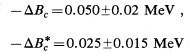 −ΔB_c = 0.050 ± 0.02 MeV ,
−ΔB_c^* = 0.025 ± 0.015 MeV